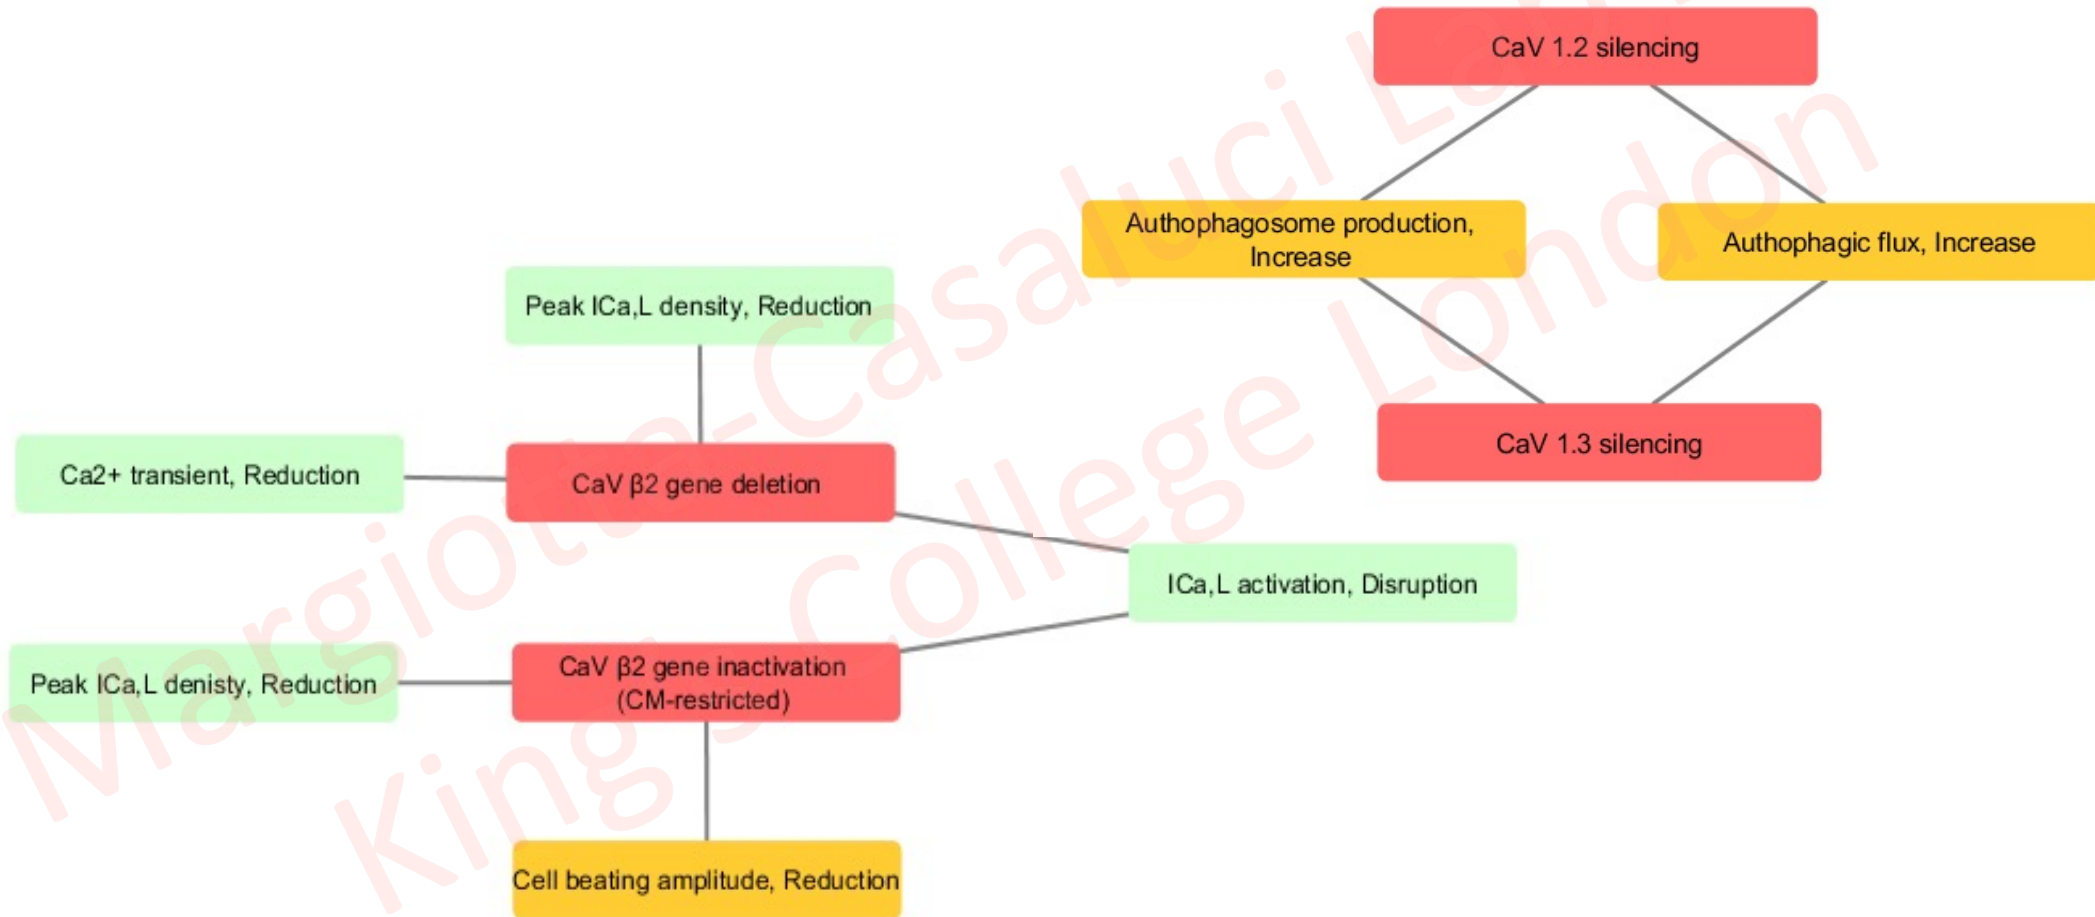 CaV 1.2 silencing
Authophagosome production,
Increase
Authophagic flux, Increase
Peak ICa,L density, Reduction
CaV 1.3 silencing
Ca2+ transient, Reduction
CaV β2 gene deletion
ICa,L activation, Disruption
Peak ICa,L denisty, Reduction
CaV β2 gene inactivation
(CM-restricted)
Cell beating amplitude, Reduction
Margiotta-Casaluci
King's College London